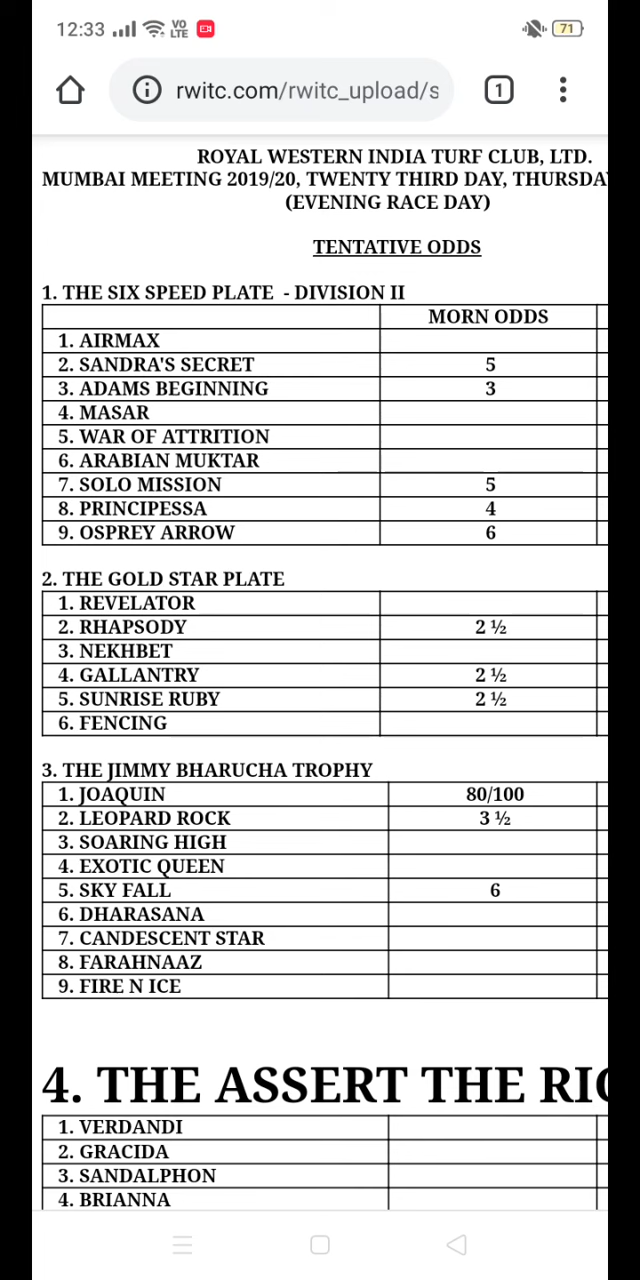 12:33 VO LTE 71
rwitc.com/rwitc_upload/s 1
ROYAL WESTERN INDIA TURF CLUB, LTD.
MUMBAI MEETING 2019/20, TWENTY THIRD DAY, THURSDA
(EVENING RACE DAY)
TENTATIVE ODDS
1. THE SIX SPEED PLATE - DIVISION II
MORN ODDS
1. AIRMAX
2. SANDRA'S SECRET 5
3. ADAMS BEGINNING 3
4. MASAR
5. WAR OF ATTRITION
6. ARABIAN MUKTAR
7. SOLO MISSION 5
8. PRINCIPESSA 4
9. OSPREY ARROW 6
2. THE GOLD STAR PLATE
1. REVELATOR
2. RHAPSODY 2 ½
3. NEKHBET
4. GALLANTRY 2 ½
5. SUNRISE RUBY 2 ½
6. FENCING
3. THE JIMMY BHARUCHA TROPHY
1. JOAQUIN 80/100
2. LEOPARD ROCK 3 ½
3. SOARING HIGH
4. EXOTIC QUEEN
5. SKY FALL 6
6. DHARASANA
7. CANDESCENT STAR
8. FARAHNAAZ
9. FIRE N ICE
4. THE ASSERT THE RIC
1. VERDANDI
2. GRACIDA
3. SANDALPHON
4. BRIANNA